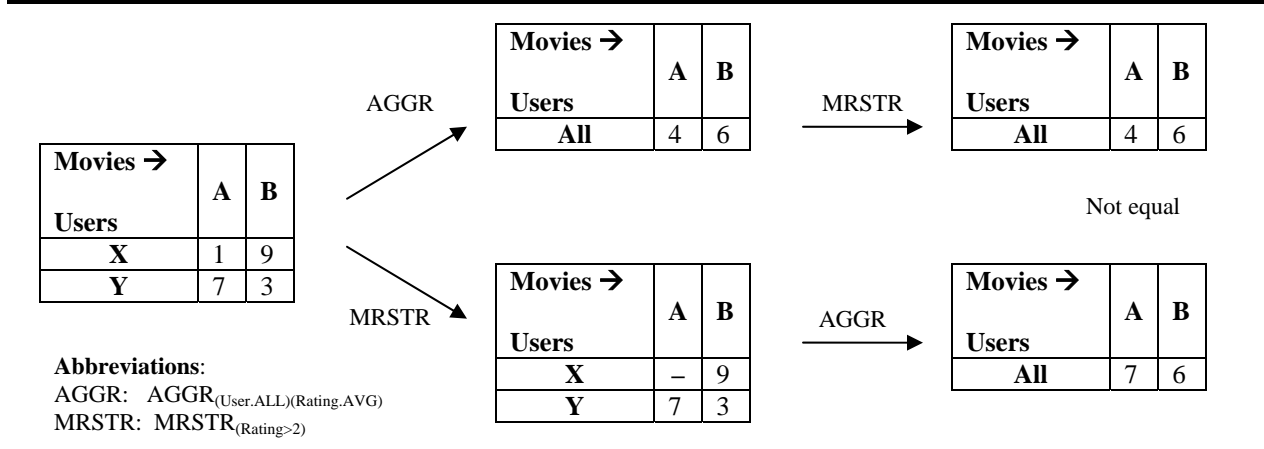 Movies →
A B
Users
X 1 9
Y 7 3
Abbreviations:
AGGR: AGGR(User.ALL)(Rating.AVG)
MRSTR: MRSTR(Rating>2)
AGGR
Movies →
A B
Users
All 4 6
MRSTR
Movies →
A B
Users
All 4 6
Not equal
MRSTR
Movies →
A B
Users
X – 9
Y 7 3
AGGR
Movies →
A B
Users
All 7 6